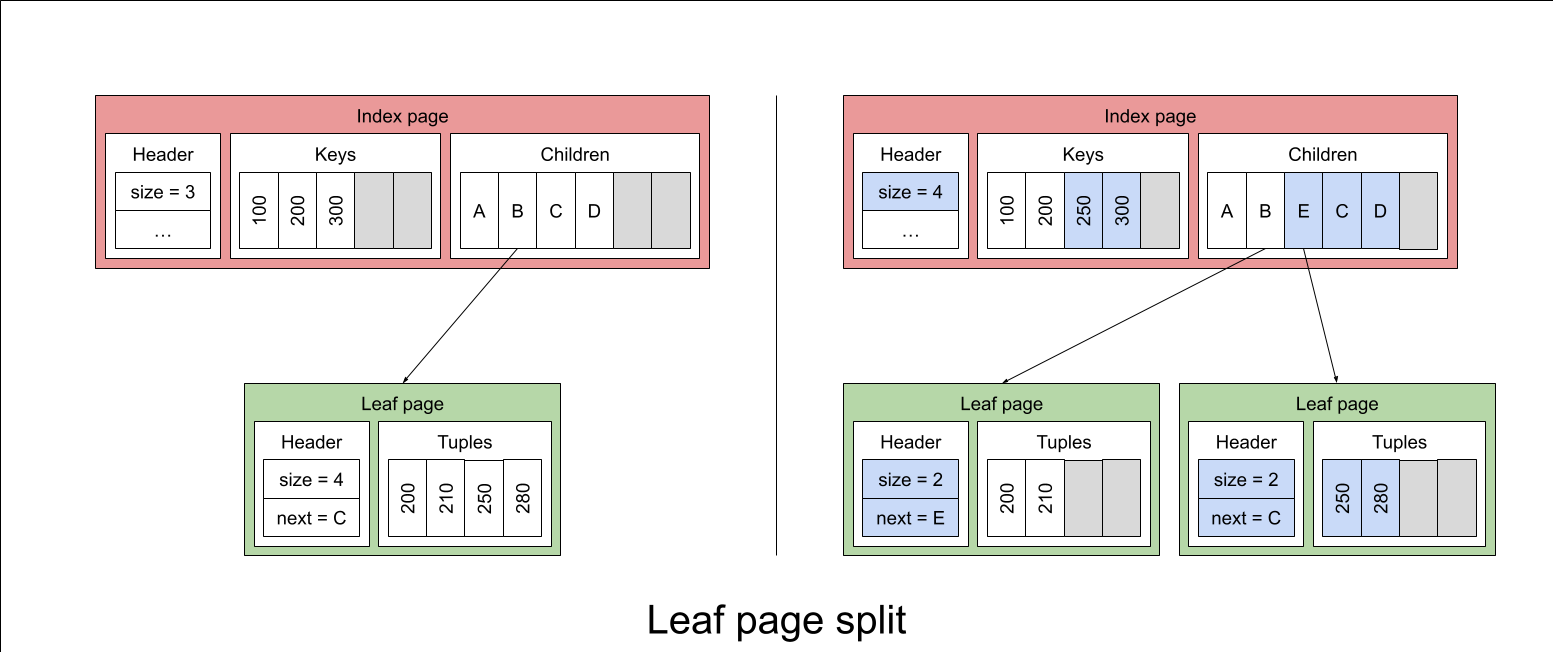 Index page
Header
Keys
Children
size = 3
...
100
200
300
A
B
C
D
Leaf page
Header
Tuples
size = 4
next = C
200
210
250
280
Index page
Header
Keys
Children
size = 4
...
100
200
250
300
A
B
E
C
D
Leaf page
Header
Tuples
size = 2
next = E
200
210
Leaf page
Header
Tuples
size = 2
next = C
250
280
Leaf page split